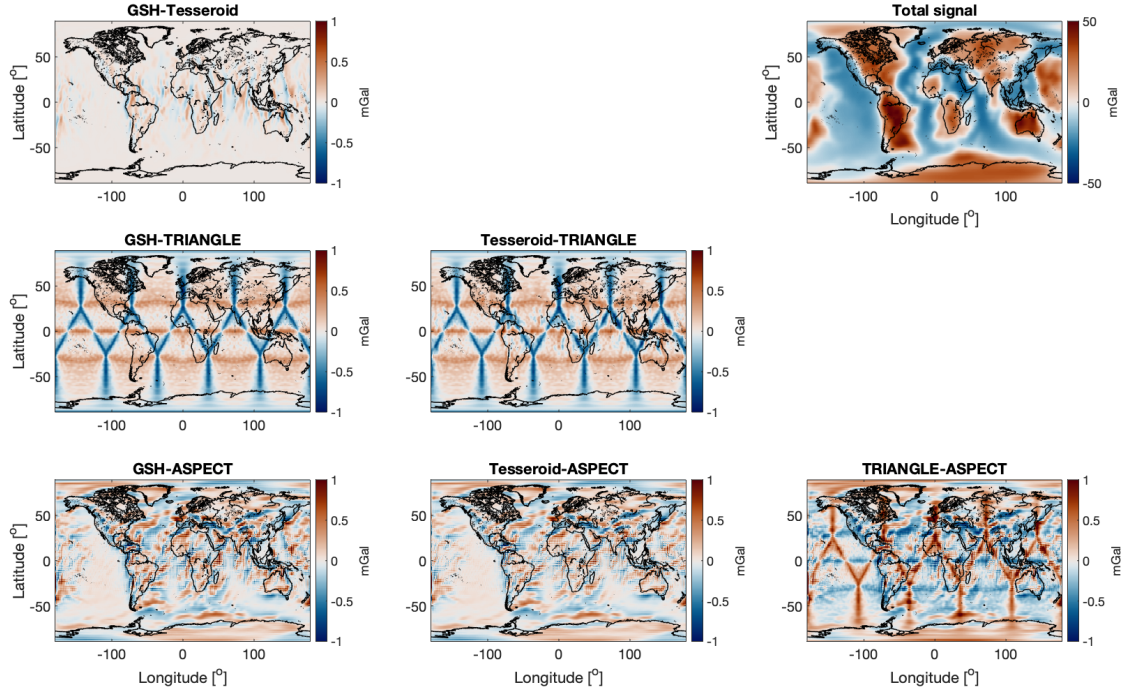 GSH-Tesseroid
Latitude [o]
50
0
-50
-100 0 100
1
0.5
0
-0.5
-1
mGal
Total signal
Latitude [o]
50
0
-50
-100 0 100
Longitude [o]
50
0
50
mGal
GSH-TRIANGLE
Latitude [o]
50
0
-50
-100 0 100
1
0.5
0
-0.5
-1
mGal
Tesseroid-TRIANGLE
50
0
-50
-100 0 100
1
0.5
0
-0.5
-1
mGal
GSH-ASPECT
Latitude [o]
50
0
-50
-100 0 100
Longitude [o]
1
0.5
0
-0.5
-1
mGal
Tesseroid-ASPECT
50
0
-50
-100 0 100
Longitude [o]
1
0.5
0
-0.5
-1
mGal
TRIANGLE-ASPECT
50
0
-50
-100 0 100
Longitude [o]
1
0.5
0
-0.5
-1
mGal